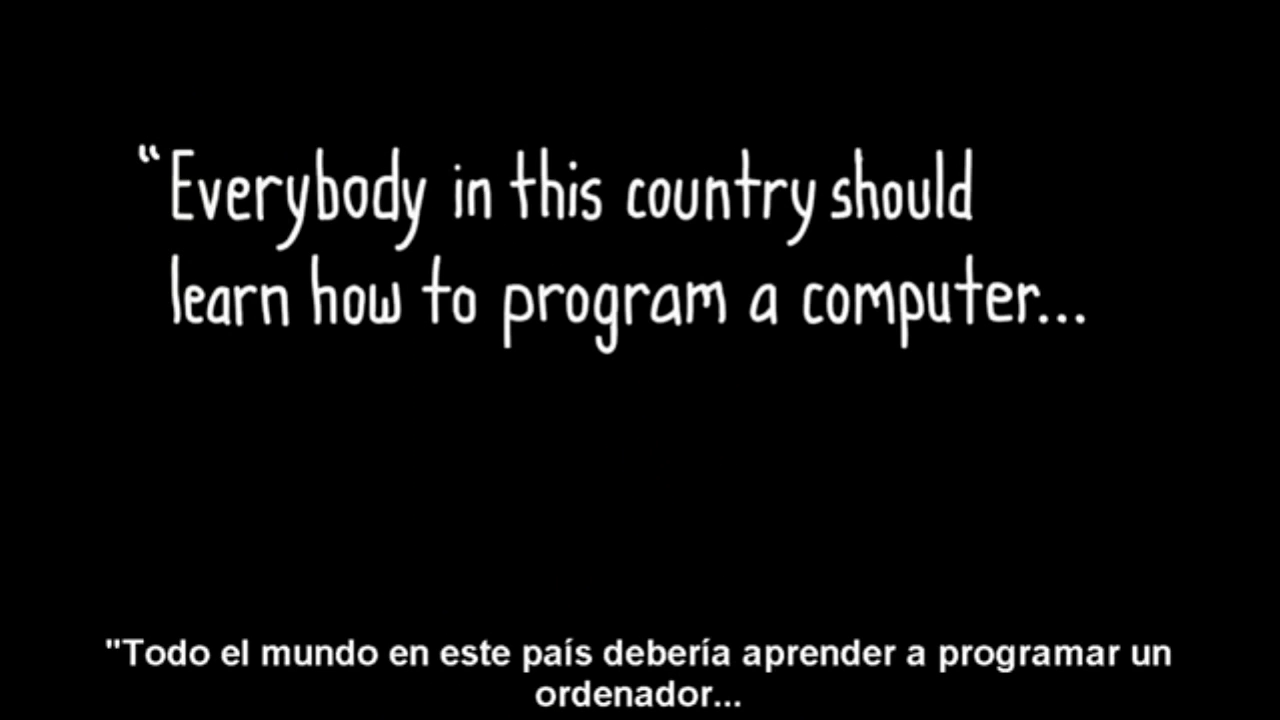 “Everybody in this country should
learn how to program a computer...
"Todo el mundo en este país debería aprender a programar un
ordenador...